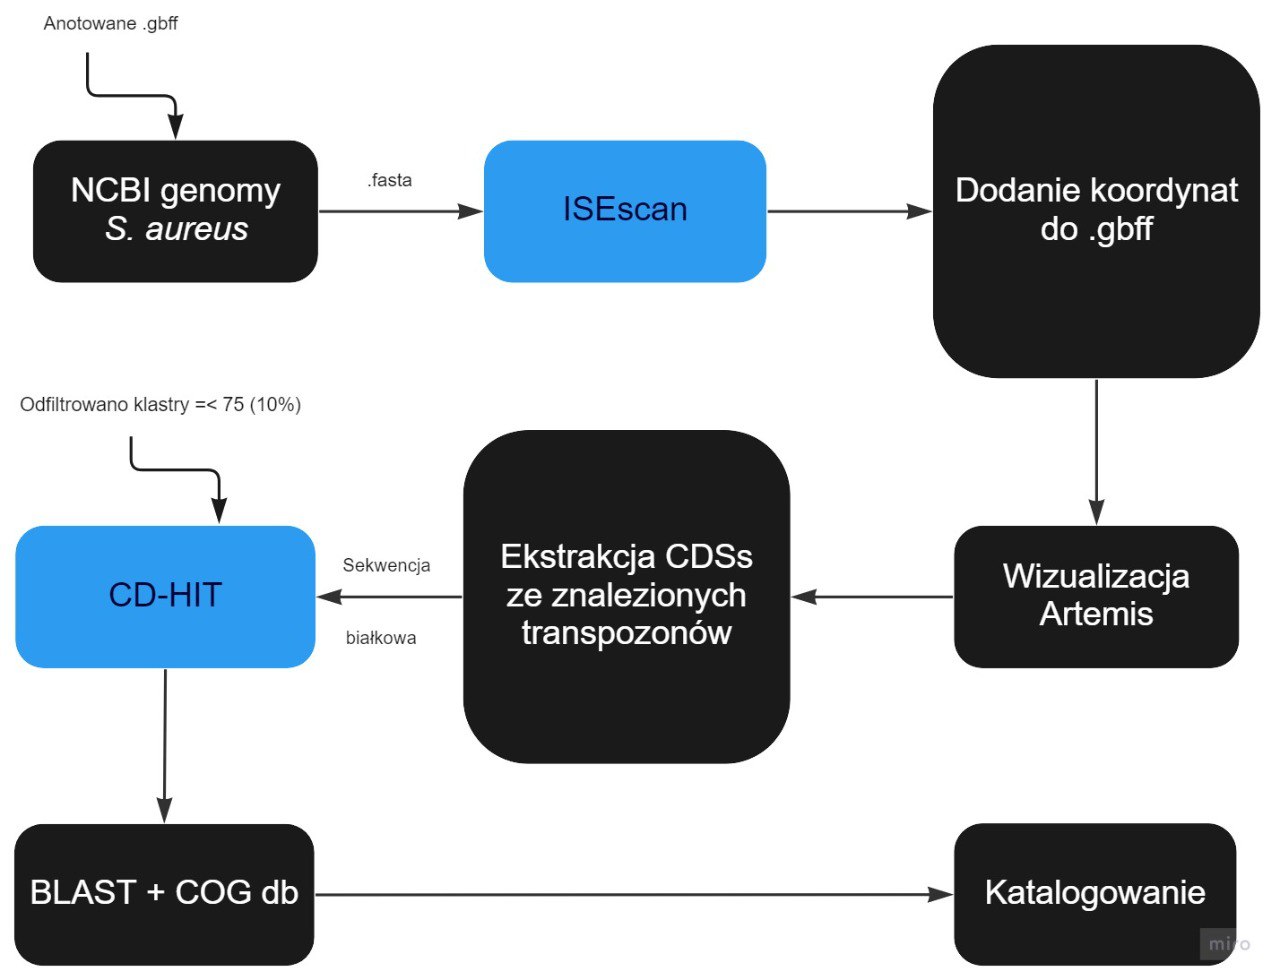 Anotowane .gbff
NCBI genomy
S. aureus
.fasta
ISEscan
Dodanie koordynat
do .gbff
Odfiltrowano klastry =< 75 (10%)
CD-HIT
Sekwencja
białkowa
Ekstrakcja CDSs
ze znalezionych
transpozonów
Wizualizacja
Artemis
BLAST + COG db
Katalogowanie
miro